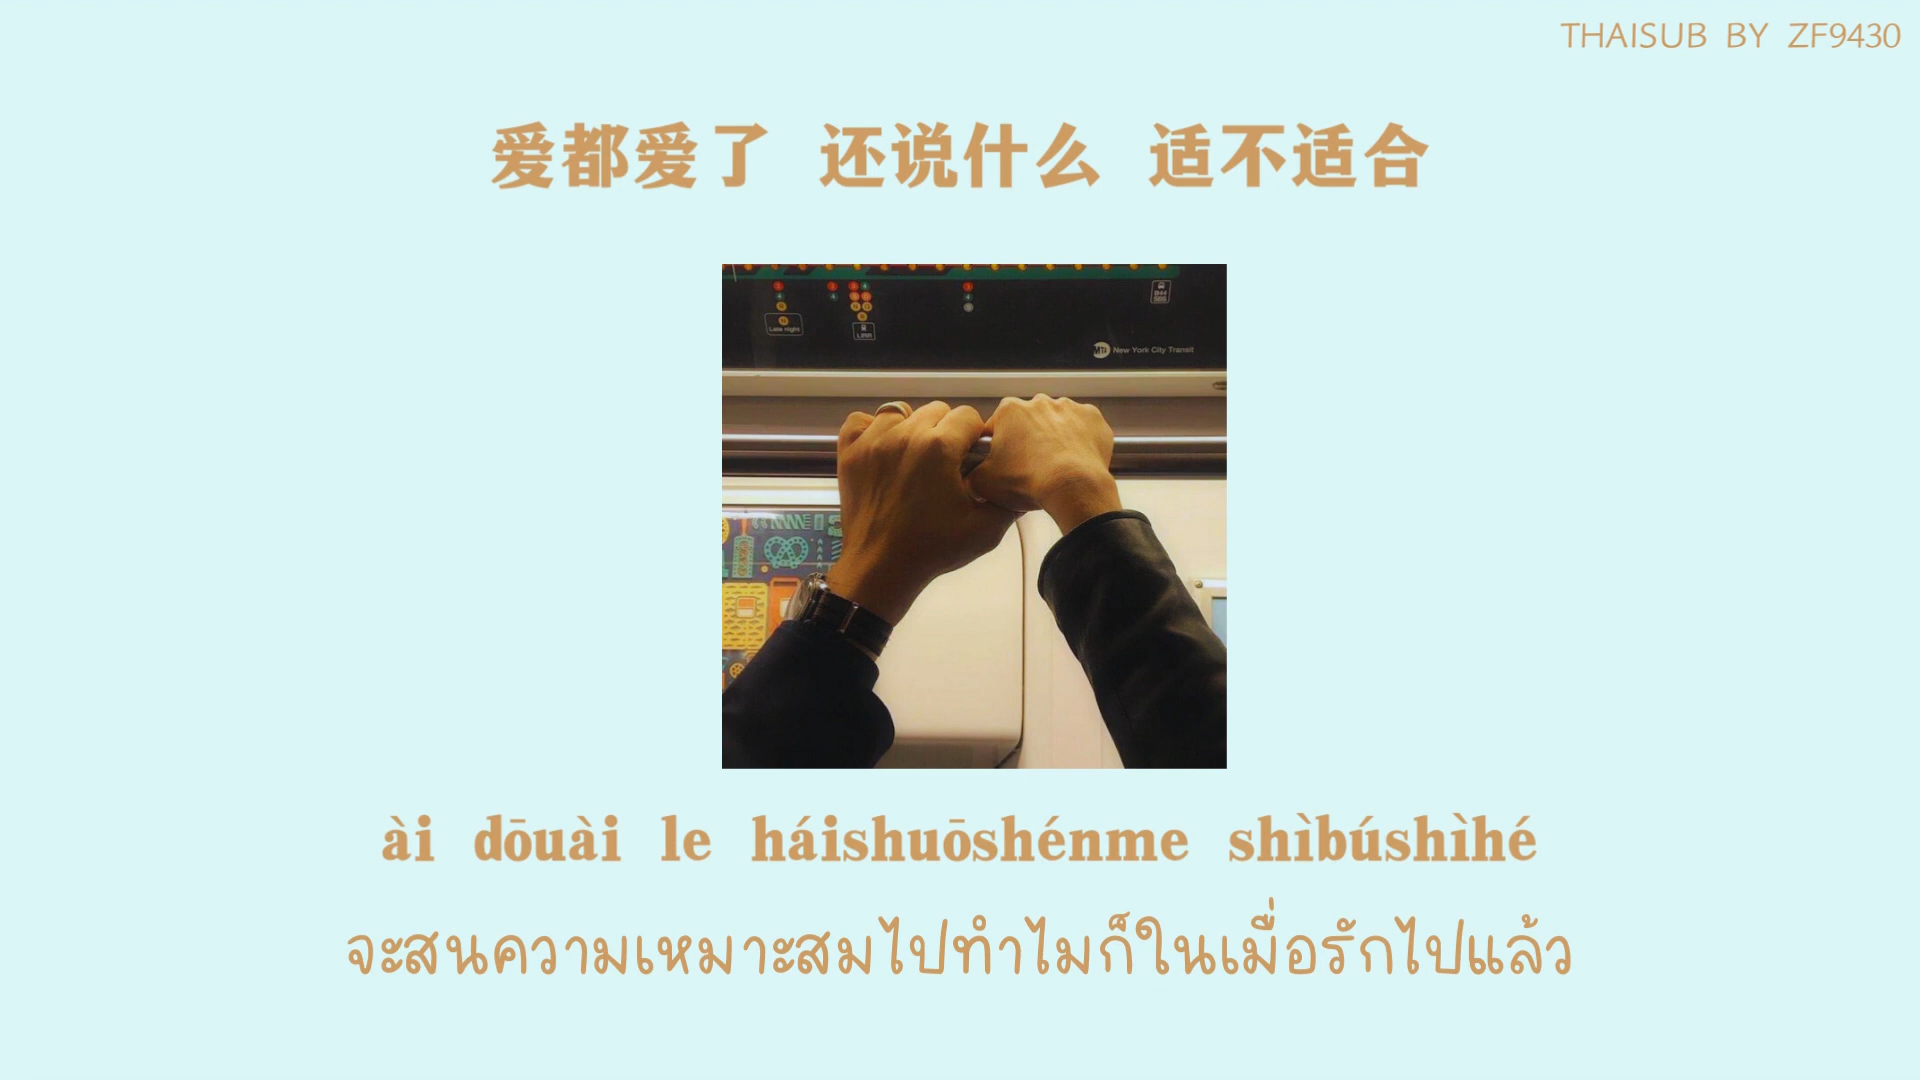 THAISUB BY ZF9430
爱都爱了 还说什么 适不适合
Late night
LIRR
New York City Transit
ài dōuài le háishuōshénme shìbúshìhé
จะสนความเหมาะสมไปทำไมก็ในเมื่อรักไปแล้ว